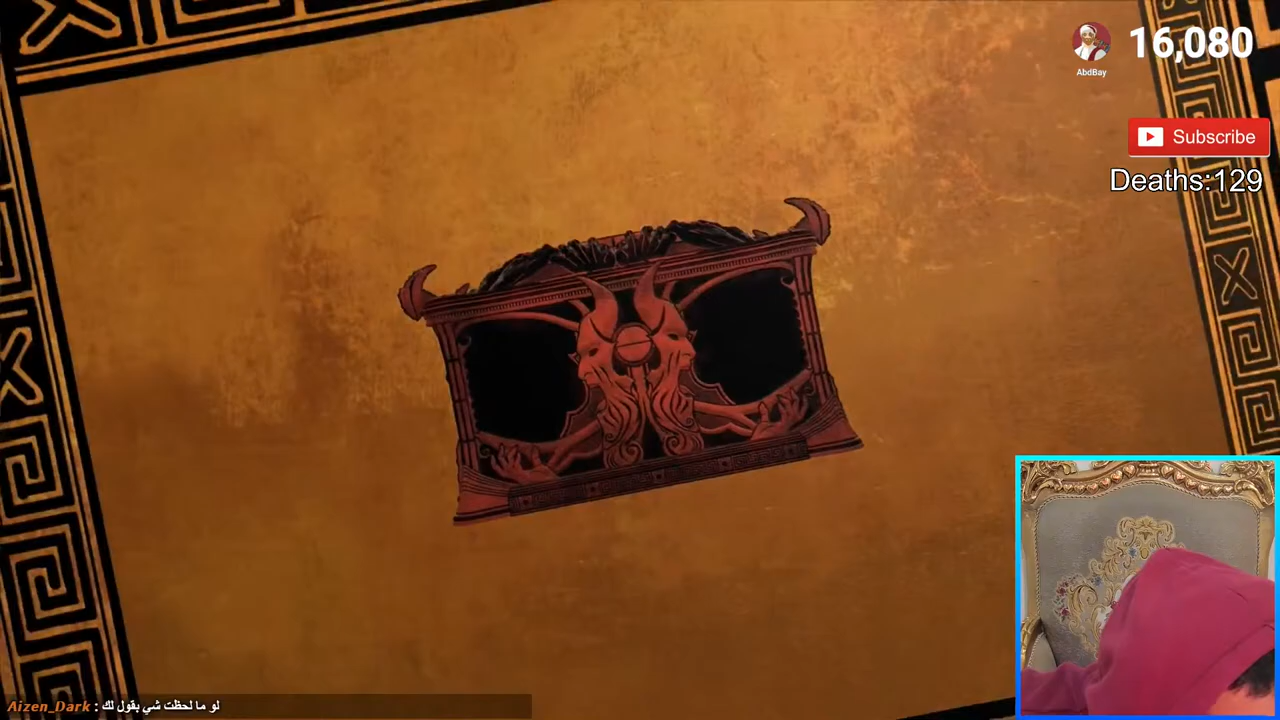 16,080
AbdBay
Subscribe
Deaths:129
Aizen_Dark : لو ما لحظت شي بقول لك